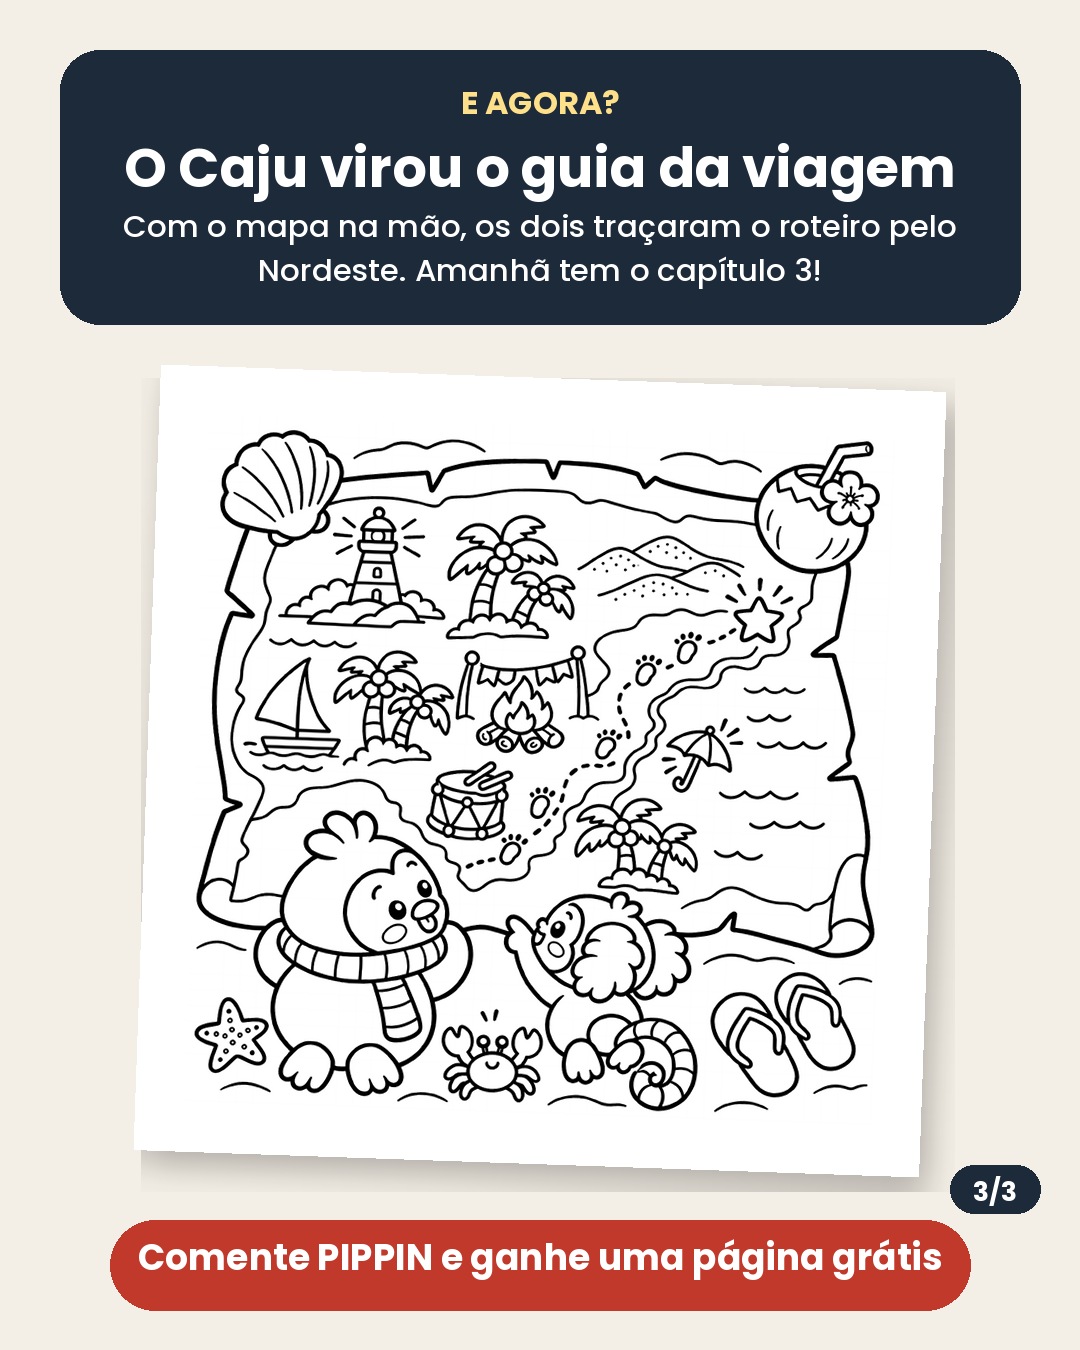 E AGORA?
O Caju virou o guia da viagem
Com o mapa na mão, os dois traçaram o roteiro pelo
Nordeste. Amanhã tem o capítulo 3!
3/3
Comente PIPPIN e ganhe uma página grátis